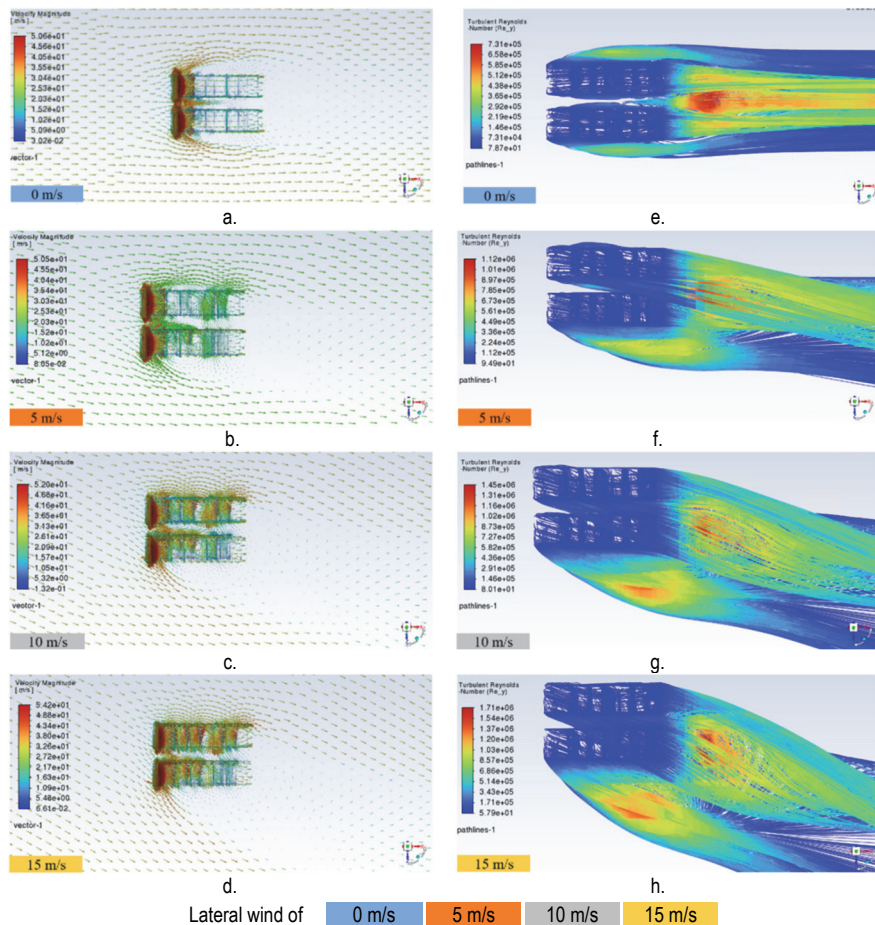 Velocity Magnitude
[ m/s ]
5.06e+01
4.56e+01
4.05e+01
3.55e+01
3.04e+01
2.53e+01
2.03e+01
1.52e+01
1.02e+01
5.09e+00
3.02e-02
vector-1
0 m/s
a.
Turbulent Reynolds
-Number (Re_y)
7.31e+05
6.58e+05
5.85e+05
5.12e+05
4.38e+05
3.65e+05
2.92e+05
2.19e+05
1.46e+05
7.31e+04
7.87e+01
pathlines-1
0 m/s
e.
Velocity Magnitude
[ m/s ]
5.05e+01
4.55e+01
4.04e+01
3.54e+01
3.04e+01
2.53e+01
2.03e+01
1.52e+01
1.02e+01
5.12e+00
8.05e-02
vector-1
5 m/s
b.
Turbulent Reynolds
-Number (Re_y)
1.12e+06
1.01e+06
8.97e+05
7.85e+05
6.73e+05
5.61e+05
4.49e+05
3.36e+05
2.24e+05
1.12e+05
9.49e+01
pathlines-1
5 m/s
f.
Velocity Magnitude
[ m/s ]
5.20e+01
4.68e+01
4.16e+01
3.65e+01
3.13e+01
2.61e+01
2.09e+01
1.57e+01
1.05e+01
5.32e+00
1.32e-01
vector-1
10 m/s
c.
Turbulent Reynolds
-Number (Re_y)
1.45e+06
1.31e+06
1.16e+06
1.02e+06
8.73e+05
7.27e+05
5.82e+05
4.36e+05
2.91e+05
1.46e+05
8.01e+01
pathlines-1
10 m/s
g.
Velocity Magnitude
[ m/s ]
5.42e+01
4.88e+01
4.34e+01
3.80e+01
3.26e+01
2.72e+01
2.17e+01
1.63e+01
1.09e+01
5.48e+00
6.61e-02
vector-1
15 m/s
d.
Turbulent Reynolds
-Number (Re_y)
1.71e+06
1.54e+06
1.37e+06
1.20e+06
1.03e+06
8.57e+05
6.86e+05
5.14e+05
3.43e+05
1.71e+05
5.79e+01
pathlines-1
15 m/s
h.
Lateral wind of 0 m/s 5 m/s 10 m/s 15 m/s